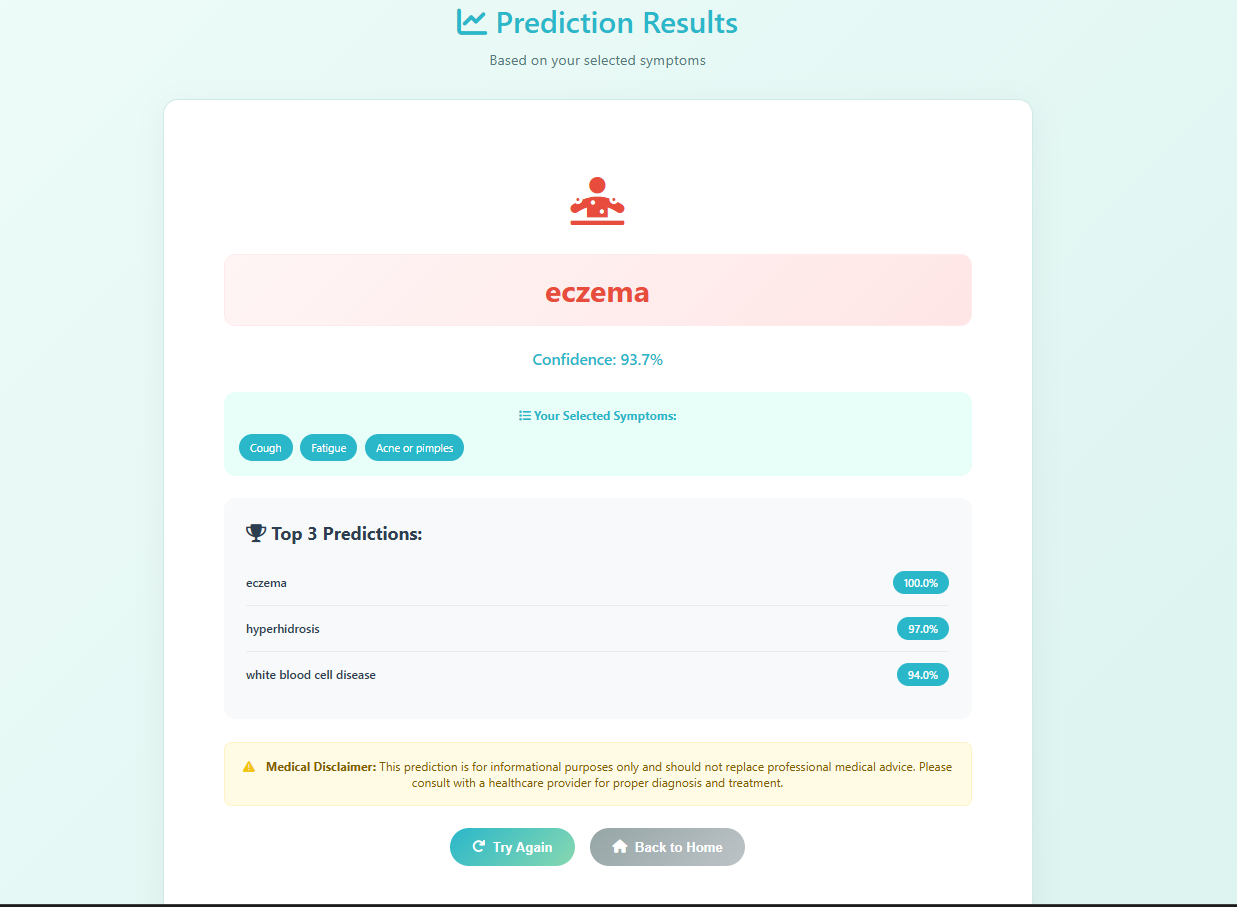 Prediction Results
Based on your selected symptoms
eczema
Confidence: 93.7%
Your Selected Symptoms:
Cough Fatigue Acne or pimples
Top 3 Predictions:
eczema 100.0%
hyperhidrosis 97.0%
white blood cell disease 94.0%
Medical Disclaimer: This prediction is for informational purposes only and should not replace professional medical advice. Please
consult with a healthcare provider for proper diagnosis and treatment.
Try Again Back to Home